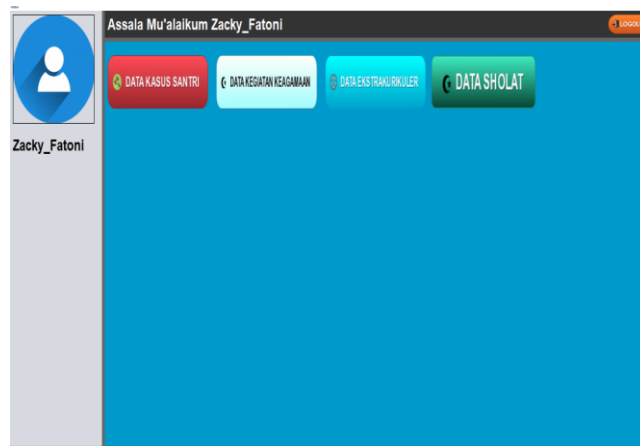 Assala Mu'alaikum Zacky_Fatoni
LOGOUT
DATA KASUS SANTRI
DATA KEGIATAN KEAGAMAAN
DATA EKSTRAKURIKULER
DATA SHOLAT
Zacky_Fatoni